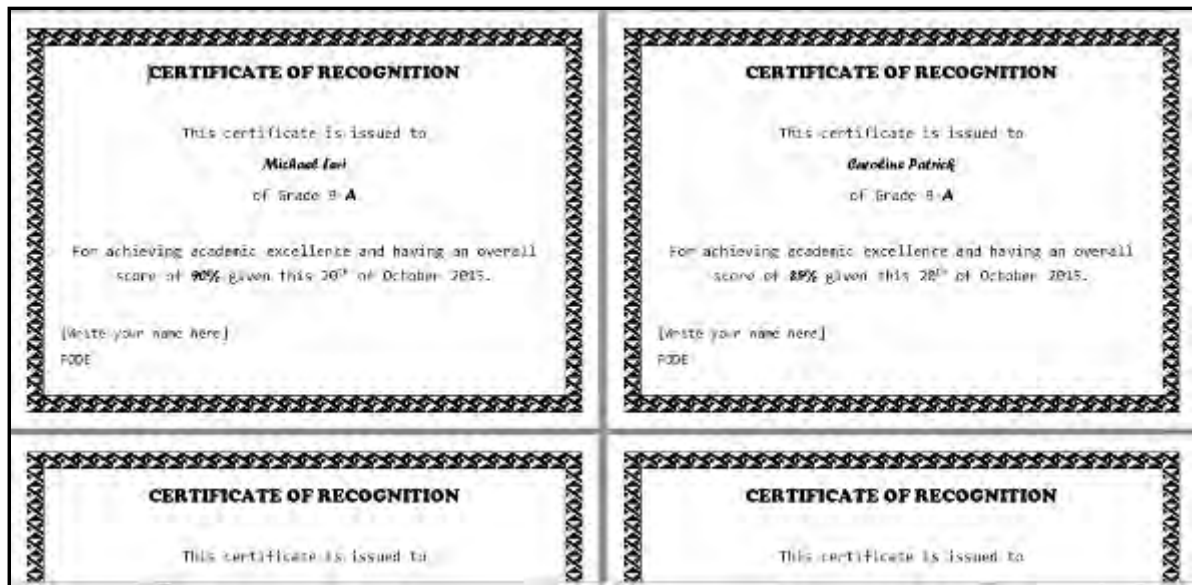 CERTIFICATE OF RECOGNITION
This certificate is issued to
Michael
of Grade 9-A
For achieving academic excellence and having an overall
score of 90% given this 20th of October 2015.
[Write your name here]
FODE
CERTIFICATE OF RECOGNITION
This certificate is issued to
Caroline Patrick
of Grade 9-A
For achieving academic excellence and having an overall
score of 89% given this 20th of October 2015.
[Write your name here]
FODE
CERTIFICATE OF RECOGNITION
This certificate is issued to
CERTIFICATE OF RECOGNITION
This certificate is issued to